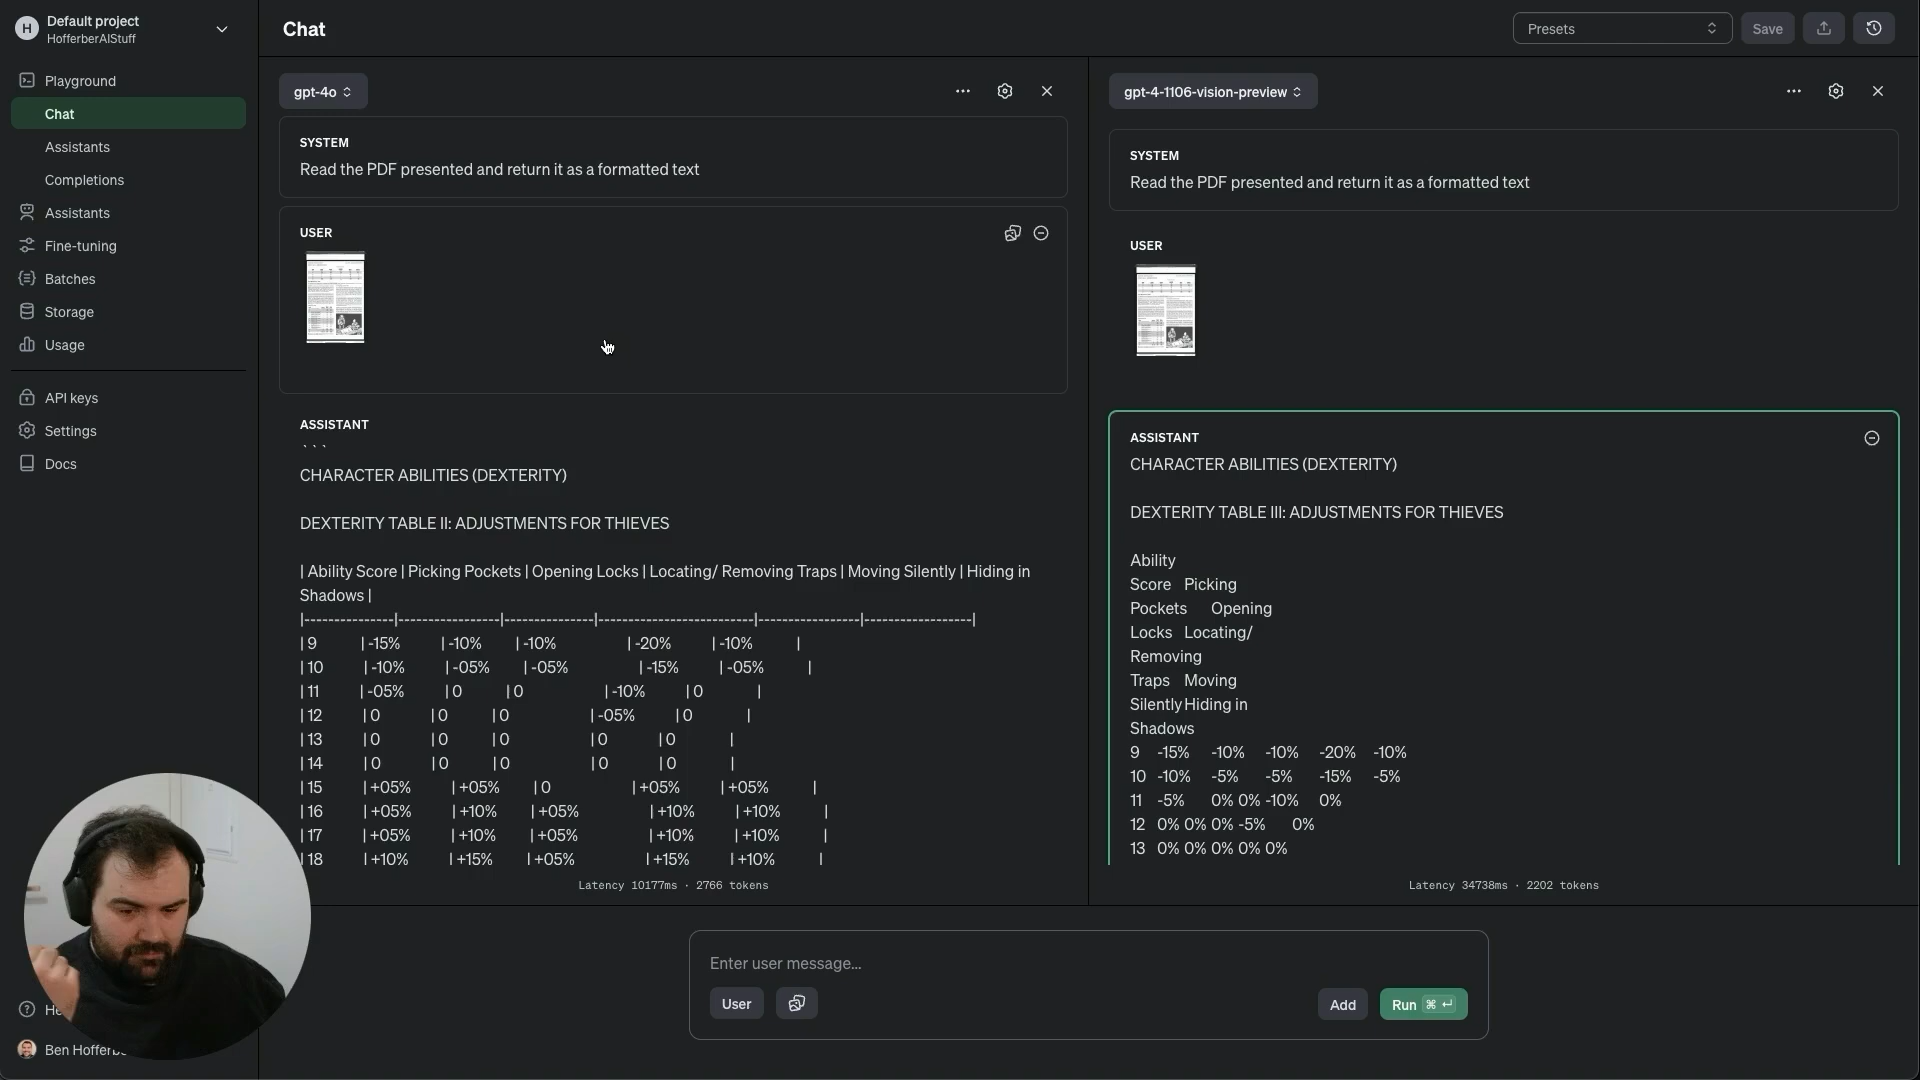 H
Default project
HofferberAIStuff
Playground
Chat
Assistants
Completions
Assistants
Fine-tuning
Batches
Storage
Usage
API keys
Settings
Docs
Chat
Presets
Save
gpt-4o
SYSTEM
Read the PDF presented and return it as a formatted text
USER
ASSISTANT
```
CHARACTER ABILITIES (DEXTERITY)
DEXTERITY TABLE II: ADJUSTMENTS FOR THIEVES
| Ability Score | Picking Pockets | Opening Locks | Locating/ Removing Traps | Moving Silently | Hiding in
Shadows |
|---------------|-----------------|---------------|--------------------------|-----------------|------------------|
| 9 | -15% | -10% | -10% | -20% | -10% |
| 10 | -10% | -05% | -05% | -15% | -05% |
| 11 | -05% | 0 | 0 | -10% | 0 |
| 12 | 0 | 0 | 0 | -05% | 0 |
| 13 | 0 | 0 | 0 | 0 | 0 |
| 14 | 0 | 0 | 0 | 0 | 0 |
| 15 | +05% | +05% | 0 | +05% | +05% |
| 16 | +05% | +10% | +05% | +10% | +10% |
| 17 | +05% | +10% | +05% | +10% | +10% |
| 18 | +10% | +15% | +05% | +15% | +10% |
Latency 10177ms · 2766 tokens
gpt-4-1106-vision-preview
SYSTEM
Read the PDF presented and return it as a formatted text
USER
ASSISTANT
CHARACTER ABILITIES (DEXTERITY)
DEXTERITY TABLE III: ADJUSTMENTS FOR THIEVES
Ability
Score Picking
Pockets Opening
Locks Locating/
Removing
Traps Moving
Silently Hiding in
Shadows
9 -15% -10% -10% -20% -10%
10 -10% -5% -5% -15% -5%
11 -5% 0% 0% -10% 0%
12 0% 0% 0% -5% 0%
13 0% 0% 0% 0% 0%
Latency 34738ms · 2202 tokens
Enter user message...
User
Add
Run ⌘ ↵
Ben